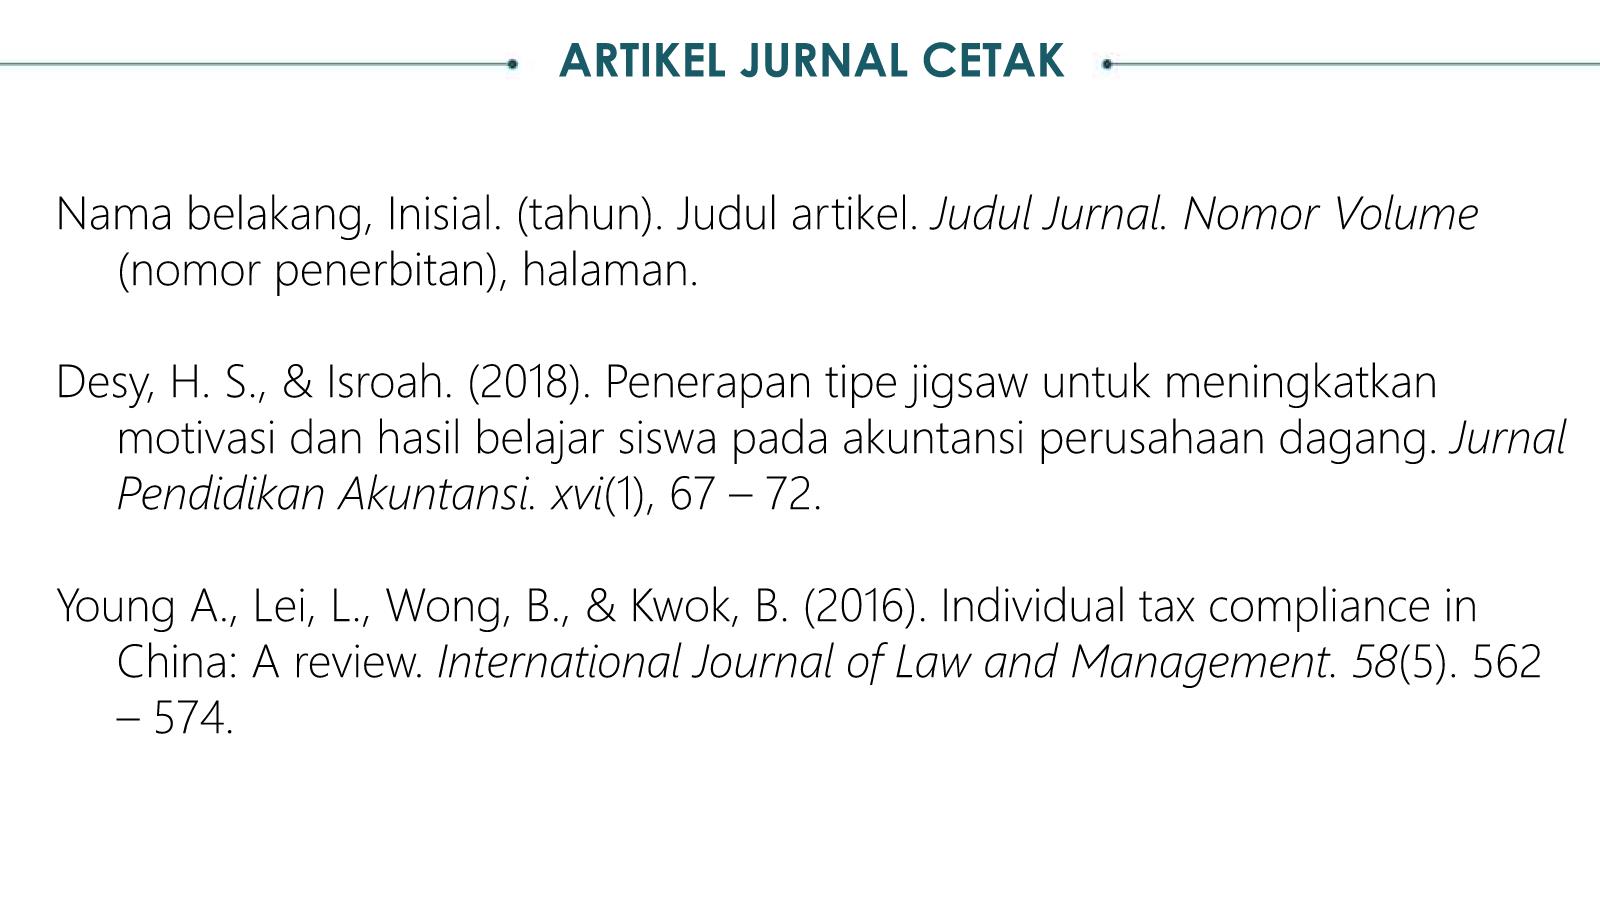 ARTIKEL JURNAL CETAK
Nama belakang, Inisial. (tahun). Judul artikel. Judul Jurnal. Nomor Volume
(nomor penerbitan), halaman.
Desy, H. S., & Isroah. (2018). Penerapan tipe jigsaw untuk meningkatkan
motivasi dan hasil belajar siswa pada akuntansi perusahaan dagang. Jurnal
Pendidikan Akuntansi. xvi(1), 67 – 72.
Young A., Lei, L., Wong, B., & Kwok, B. (2016). Individual tax compliance in
China: A review. International Journal of Law and Management. 58(5). 562
– 574.